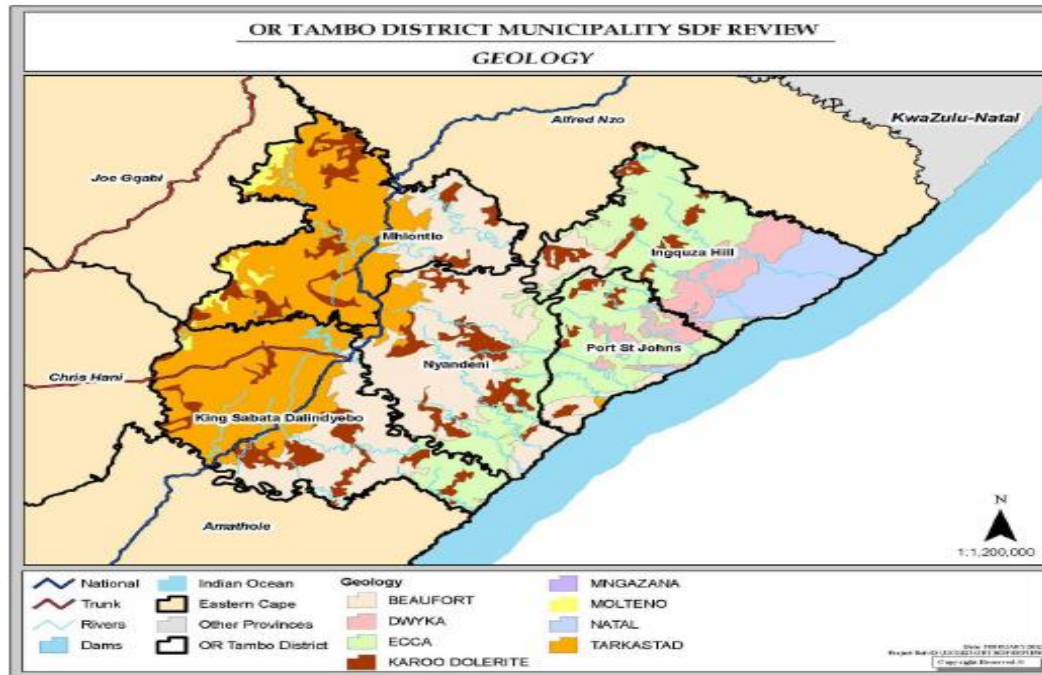 OR TAMBO DISTRICT MUNICIPALITY SDF REVIEW
GEOLOGY
KwaZulu-Natal
Alfred Nzo
Joe Gqabi
Mhlontlo
Ingquza Hill
Port St Johns
Chris Hani
Nyandeni
King Sabata Dalindyebo
Amathole
N
1:1,200,000
National
Trunk
Rivers
Dams
Indian Ocean
Eastern Cape
Other Provinces
OR Tambo District
Geology
BEAUFORT
DWYKA
ECCA
KAROO DOLERITE
MNGAZANA
MOLTENO
NATAL
TARKASTAD
Copyright Reserved